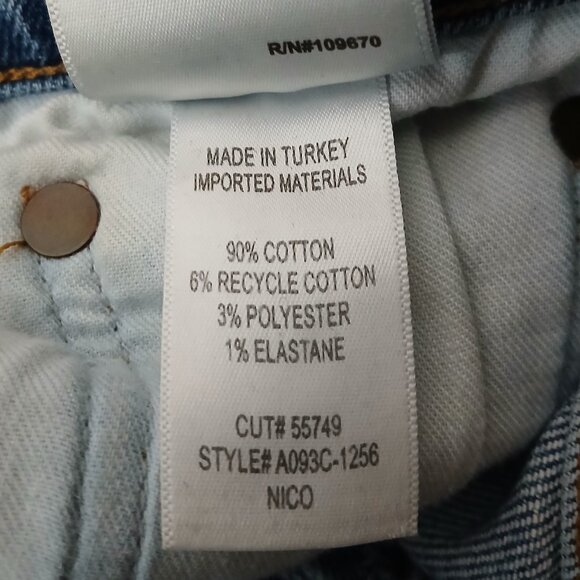 R/N#109670
MADE IN TURKEY
IMPORTED MATERIALS
90% COTTON
6% RECYCLE COTTON
3% POLYESTER
1% ELASTANE
CUT# 55749
STYLE# A093C-1256
NICO